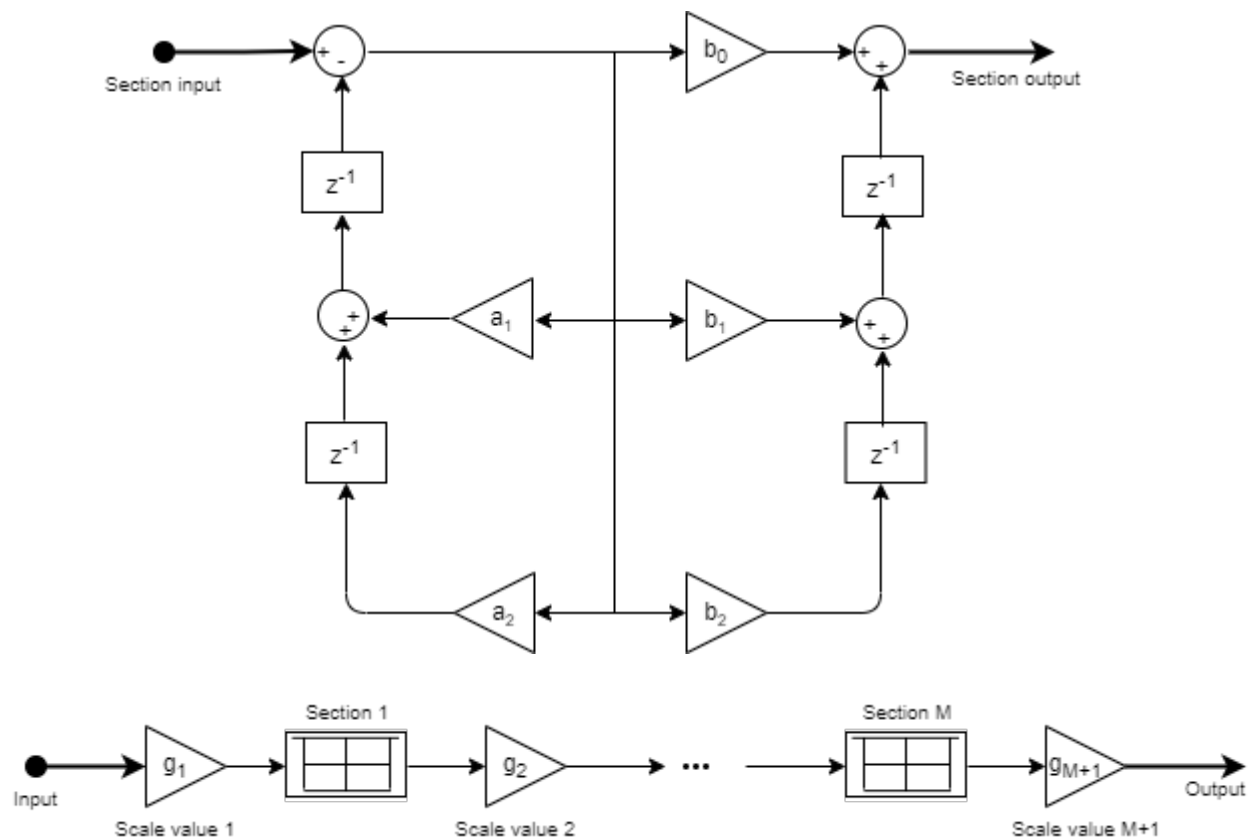 + - b₀ + +
Section input
Section output
z⁻¹ z⁻¹
+ + a₁ b₁ + +
z⁻¹ z⁻¹
a₂ b₂
Section 1
Section M
g₁ g₂ ... g_M+1
Input
Output
Scale value 1
Scale value 2
Scale value M+1